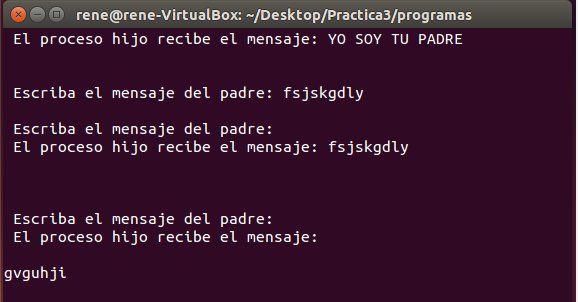 rene@rene-VirtualBox: ~/Desktop/Practica3/programas
El proceso hijo recibe el mensaje: YO SOY TU PADRE
Escriba el mensaje del padre: fsjskgdly
Escriba el mensaje del padre:
El proceso hijo recibe el mensaje: fsjskgdly
Escriba el mensaje del padre:
El proceso hijo recibe el mensaje:
gvguhji